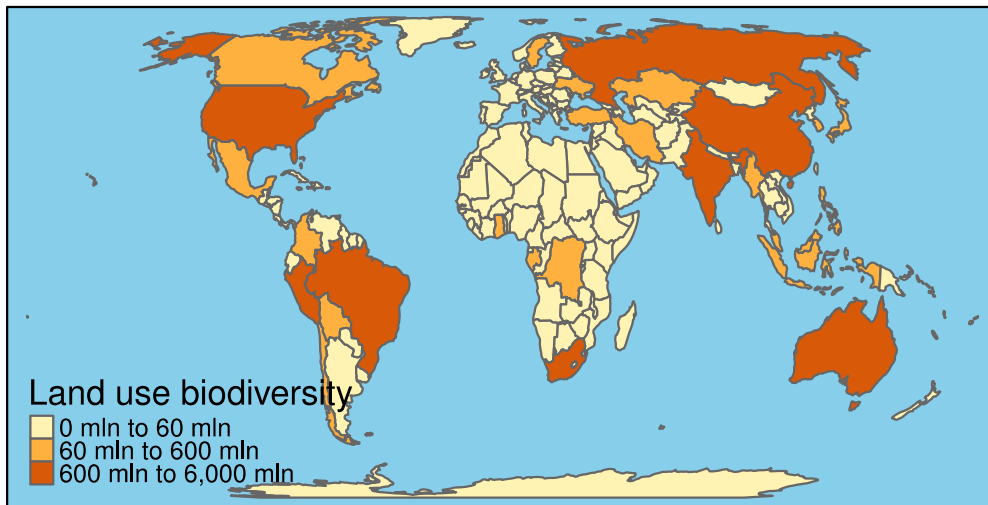 Land use biodiversity
0 mln to 60 mln
60 mln to 600 mln
600 mln to 6,000 mln